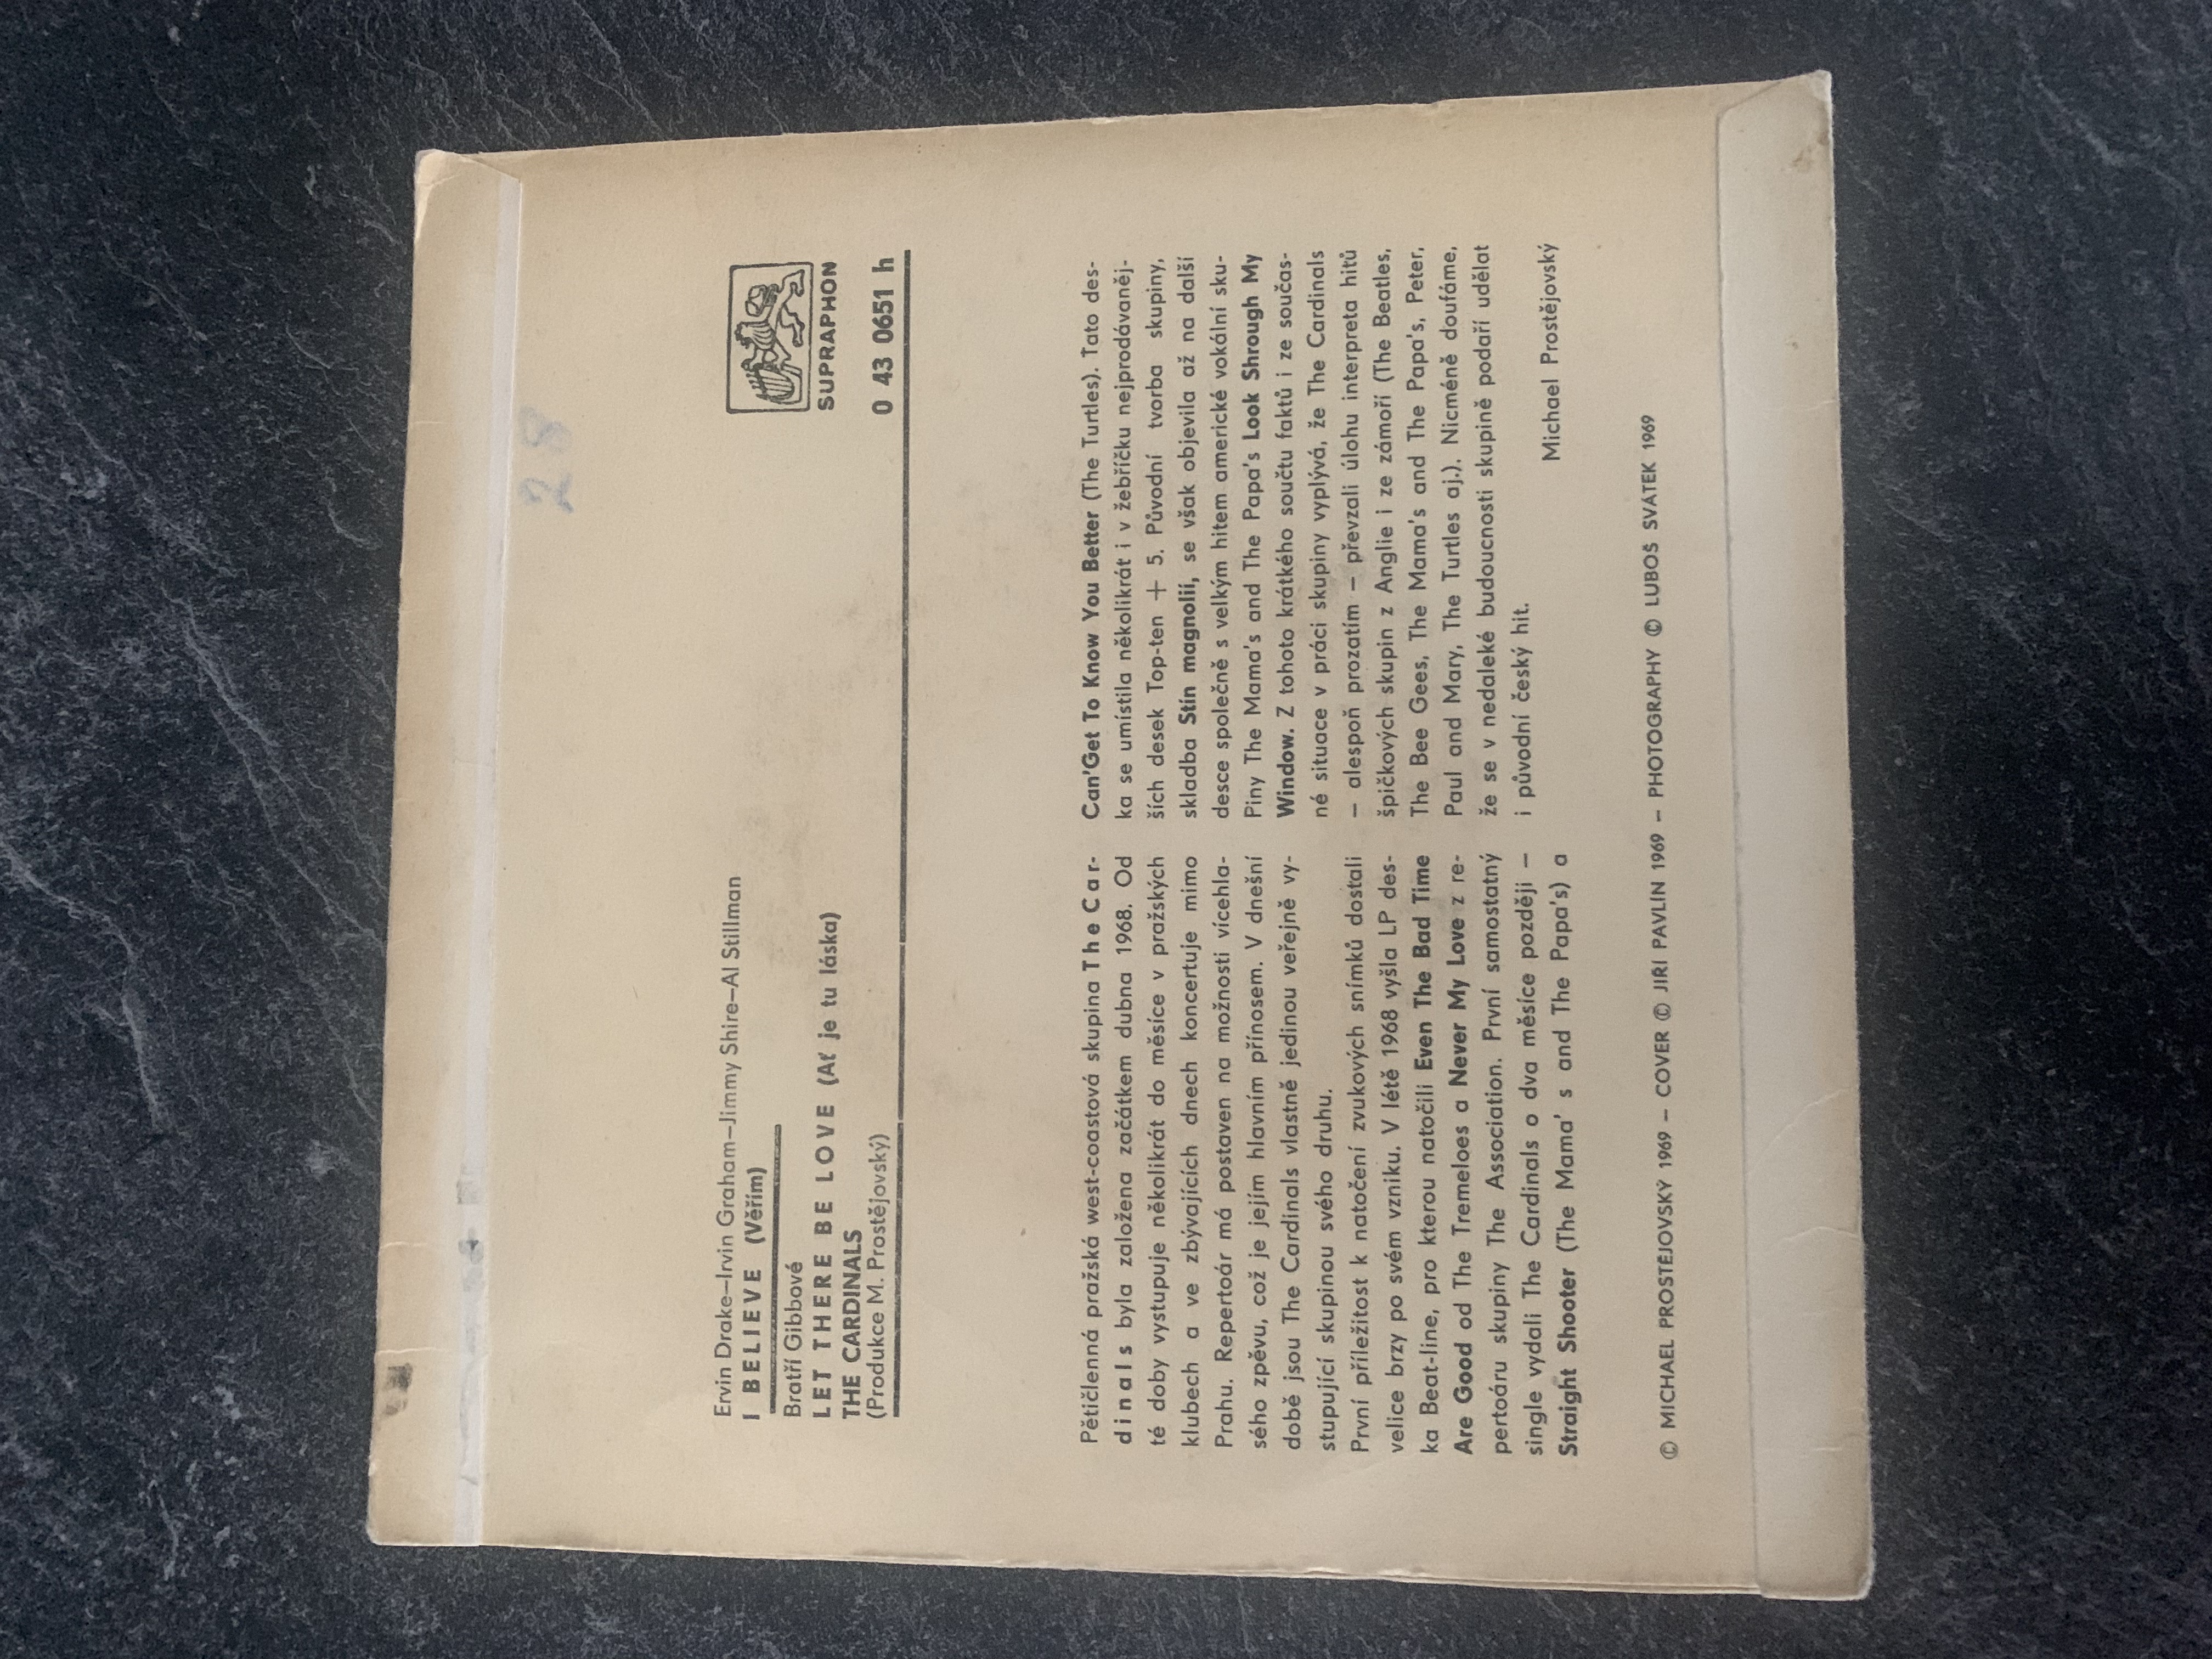 28
Ervin Drake—Irvin Graham—Jimmy Shire—Al Stillman
I BELIEVE (Věřím)
Bratří Gibbové
LET THERE BE LOVE (Ať je tu láska)
THE CARDINALS
(Produkce M. Prostějovský)
SUPRAPHON
0 43 0651 h
Pětičlenná pražská west-coastová skupina The Car-
dinals byla založena začátkem dubna 1968. Od
té doby vystupuje několikrát do měsíce v pražských
klubech a ve zbývajících dnech koncertuje mimo
Prahu. Repertoár má postaven na možnosti vícehla-
sého zpěvu, což je jejím hlavním přínosem. V dnešní
době jsou The Cardinals vlastně jedinou veřejně vy-
stupující skupinou svého druhu.
První příležitost k natočení zvukových snímků dostali
velice brzy po svém vzniku. V létě 1968 vyšla LP des-
ka Beat-line, pro kterou natočili Even The Bad Time
Are Good od The Tremeloes a Never My Love z re-
pertoáru skupiny The Association. První samostatný
single vydali The Cardinals o dva měsíce později —
Straight Shooter (The Mama' s and The Papa's) a
Can'Get To Know You Better (The Turtles). Tato des-
ka se umístila několikrát i v žebříčku nejprodávaněj-
ších desek Top-ten + 5. Původní tvorba skupiny,
skladba Stín magnolií, se však objevila až na další
desce společně s velkým hitem americké vokální sku-
piny The Mama's and The Papa's Look Shrough My
Window. Z tohoto krátkého součtu faktů i ze součas-
né situace v práci skupiny vyplývá, že The Cardinals
— alespoň prozatím — převzali úlohu interpreta hitů
špičkových skupin z Anglie i ze zámoří (The Beatles,
The Bee Gees, The Mama's and The Papa's, Peter,
Paul and Mary, The Turtles aj.). Nicméně doufáme,
že se v nedaleké budoucnosti skupině podaří udělat
i původní český hit.
Michael Prostějovský
© MICHAEL PROSTĚJOVSKÝ 1969 — COVER © JIŘÍ PAVLÍN 1969 — PHOTOGRAPHY © LUBOŠ SVÁTEK 1969